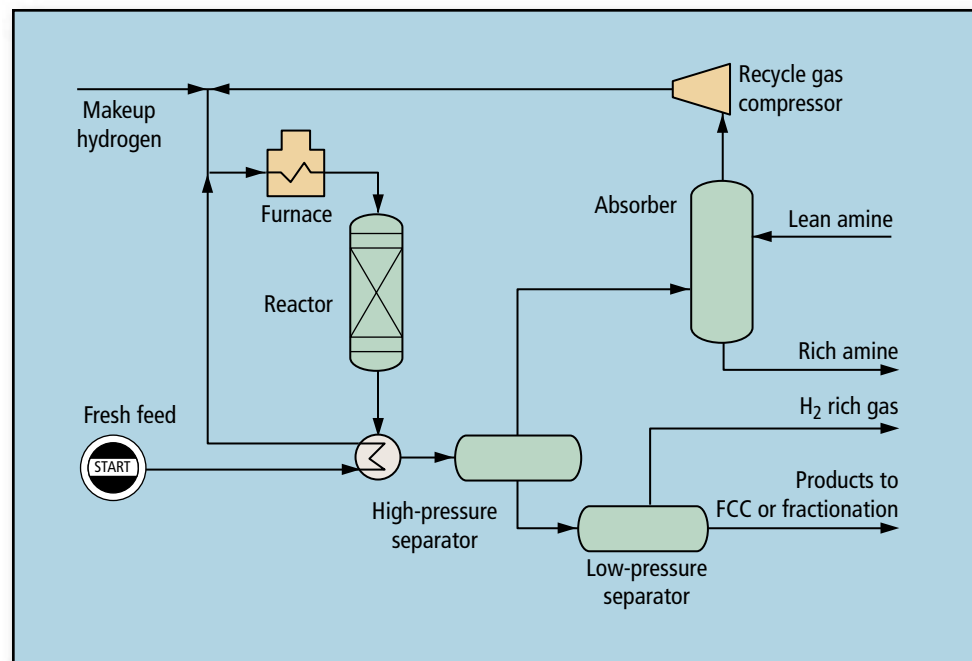 Recycle gas
compressor
Makeup
hydrogen
Furnace
Absorber
Lean amine
Reactor
Rich amine
Fresh feed
START
H₂ rich gas
High-pressure
separator
Products to
FCC or fractionation
Low-pressure
separator